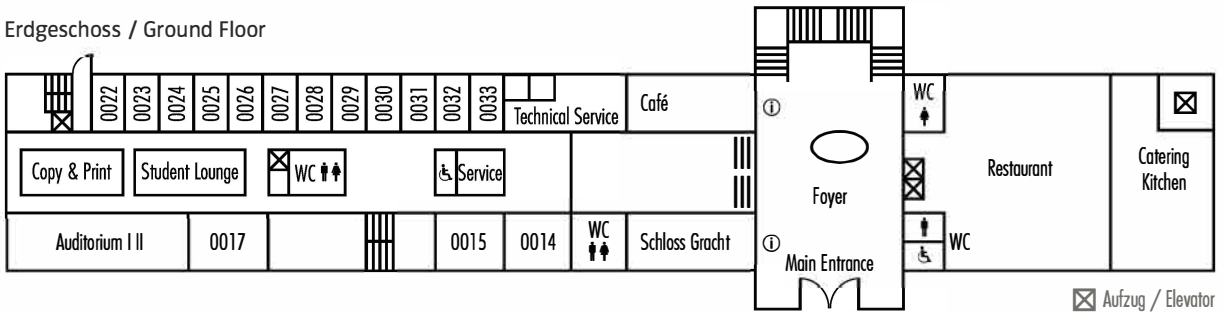 Erdgeschoss / Ground Floor
0022
0023
0024
0025
0026
0027
0028
0029
0030
0031
0032
0033
Technical Service
Café
i
WC
Copy & Print
Student Lounge
WC
Service
Foyer
Restaurant
Catering
Kitchen
Auditorium I II
0017
0015
0014
WC
Schloss Gracht
i
Main Entrance
WC
Aufzug / Elevator